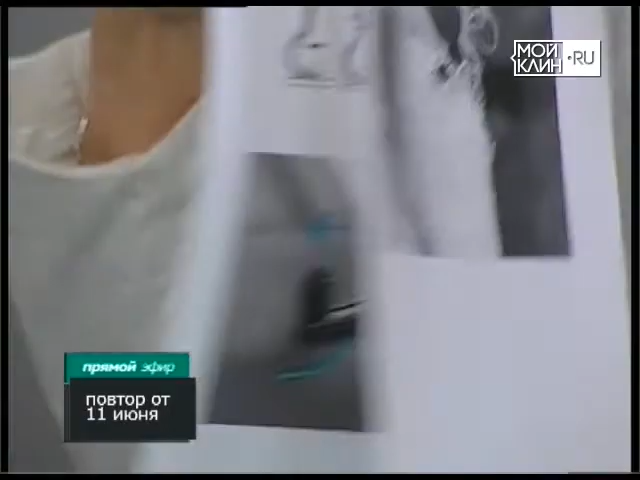 МОЙ
КЛИН.RU
прямой эфир
повтор от
11 июня